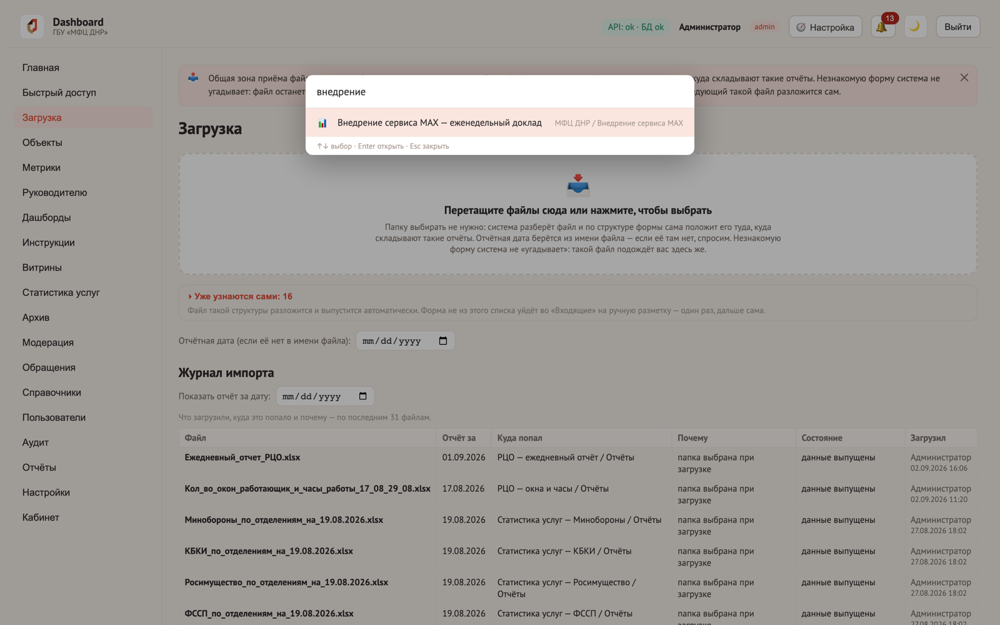 Dashboard
ГБУ «МФЦ ДНР»
API: ok · БД ok
Администратор
admin
Настройка
13
Выйти
Главная
Быстрый доступ
Загрузка
Объекты
Метрики
Руководителю
Дашборды
Инструкции
Витрины
Статистика услуг
Архив
Модерация
Обращения
Справочники
Пользователи
Аудит
Отчёты
Настройки
Кабинет
Общая зона приёма фай куда складывают такие отчёты. Незнакомую форму система не
угадывает: файл останет едующий такой файл разложится сам.
внедрение
Внедрение сервиса MAX — еженедельный доклад
МФЦ ДНР / Внедрение сервиса MAX
↑↓ выбор · Enter открыть · Esc закрыть
Загрузка
Перетащите файлы сюда или нажмите, чтобы выбрать
Папку выбирать не нужно: система разберёт файл и по структуре формы сама положит его туда, куда
складывают такие отчёты. Отчётная дата берётся из имени файла — если её там нет, спросим. Незнакомую
форму система не «угадывает»: такой файл подождёт вас здесь же.
Уже узнаются сами: 16
Файл такой структуры разложится и выпустится автоматически. Форма не из этого списка уйдёт во «Входящие» на ручную разметку — один раз, дальше сама.
Отчётная дата (если её нет в имени файла): mm/dd/yyyy
Журнал импорта
Показать отчёт за дату: mm/dd/yyyy
Что загрузили, куда это попало и почему — по последним 31 файлам.
Файл Отчёт за Куда попал Почему Состояние Загрузил
Ежедневный_отчет_РЦО.xlsx 01.09.2026 РЦО — ежедневный отчёт / Отчёты папка выбрана при данные выпущены Администратор
загрузке 02.09.2026 16:06
Кол_во_окон_работающик_и_часы_работы_17_08_29_08.xlsx 17.08.2026 РЦО — окна и часы / Отчёты папка выбрана при данные выпущены Администратор
загрузке 02.09.2026 11:20
Минобороны_по_отделениям_на_19.08.2026.xlsx 19.08.2026 Статистика услуг — Минобороны / Отчёты папка выбрана при данные выпущены Администратор
загрузке 27.08.2026 18:02
КБКИ_по_отделениям_на_19.08.2026.xlsx 19.08.2026 Статистика услуг — КБКИ / Отчёты папка выбрана при данные выпущены Администратор
загрузке 27.08.2026 18:02
Росимущество_по_отделениям_на_19.08.2026.xlsx 19.08.2026 Статистика услуг — Росимущество / папка выбрана при данные выпущены Администратор
Отчёты загрузке 27.08.2026 18:02
ФССП_по_отделениям_на_19.08.2026.xlsx 19.08.2026 Статистика услуг — ФССП / Отчёты папка выбрана при данные выпущены Администратор
загрузке 27.08.2026 18:02